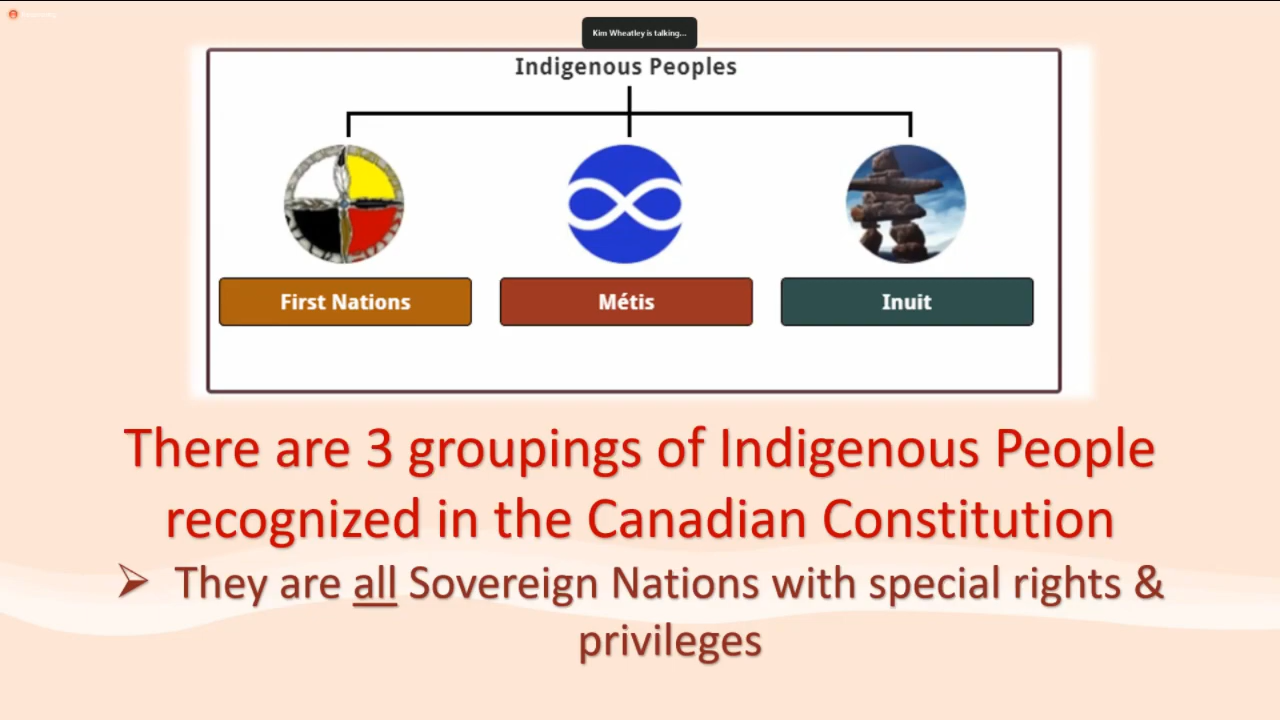 Kim Wheatley is talking...
Indigenous Peoples
First Nations
Métis
Inuit
There are 3 groupings of Indigenous People
recognized in the Canadian Constitution
➢ They are all Sovereign Nations with special rights &
privileges